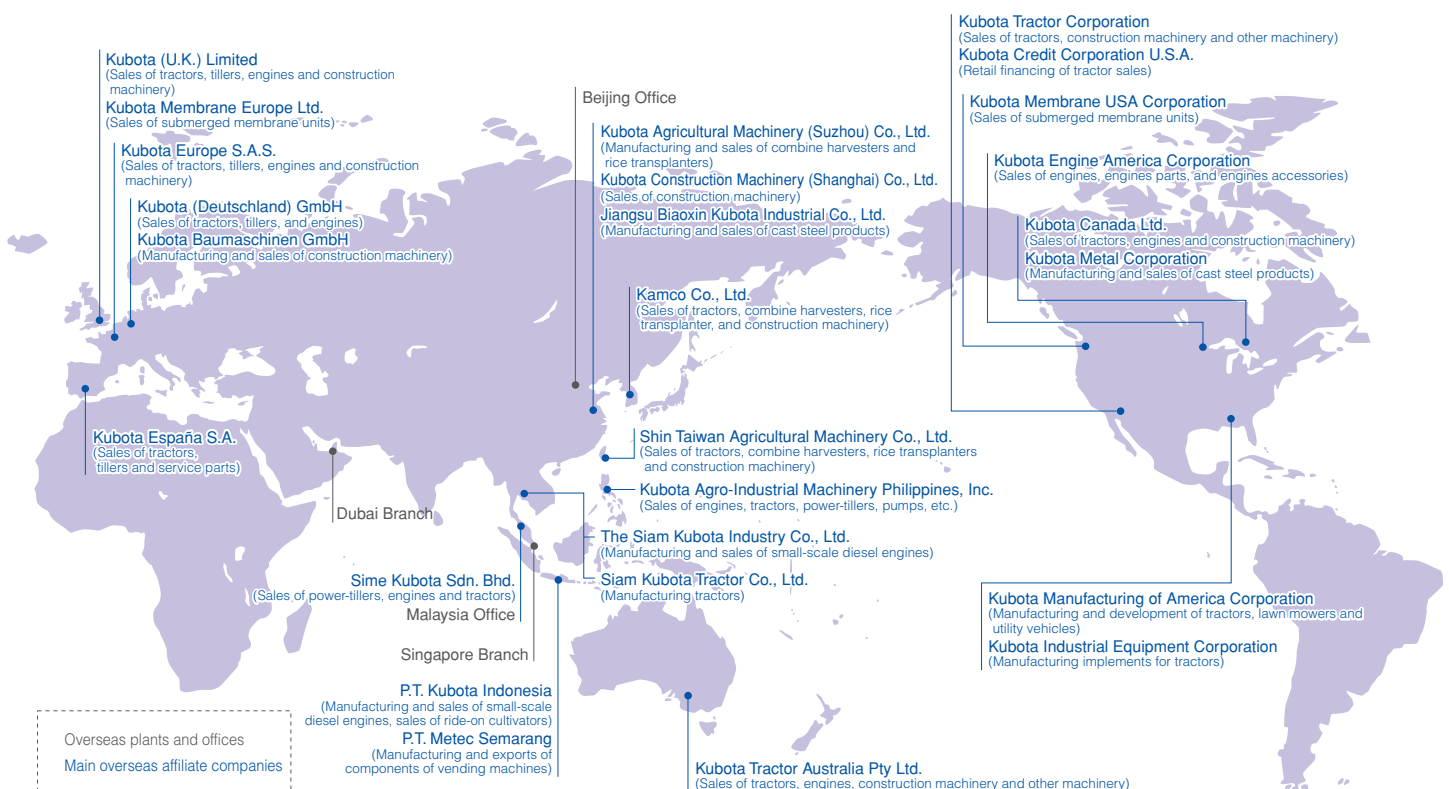 Kubota (U.K.) Limited
(Sales of tractors, tillers, engines and construction
machinery)
Kubota Membrane Europe Ltd.
(Sales of submerged membrane units)
Kubota Europe S.A.S.
(Sales of tractors, tillers, engines and construction
machinery)
Kubota (Deutschland) GmbH
(Sales of tractors, tillers, and engines)
Kubota Baumaschinen GmbH
(Manufacturing and sales of construction machinery)
Kubota España S.A.
(Sales of tractors,
tillers and service parts)
Dubai Branch
Beijing Office
Kubota Agricultural Machinery (Suzhou) Co., Ltd.
(Manufacturing and sales of combine harvesters and
rice transplanters)
Kubota Construction Machinery (Shanghai) Co., Ltd.
(Sales of construction machinery)
Jiangsu Biaoxin Kubota Industrial Co., Ltd.
(Manufacturing and sales of cast steel products)
Kamco Co., Ltd.
(Sales of tractors, combine harvesters, rice
transplanter, and construction machinery)
Shin Taiwan Agricultural Machinery Co., Ltd.
(Sales of tractors, combine harvesters, rice transplanters
and construction machinery)
Kubota Agro-Industrial Machinery Philippines, Inc.
(Sales of engines, tractors, power-tillers, pumps, etc.)
The Siam Kubota Industry Co., Ltd.
(Manufacturing and sales of small-scale diesel engines)
Siam Kubota Tractor Co., Ltd.
(Manufacturing tractors)
Sime Kubota Sdn. Bhd.
(Sales of power-tillers, engines and tractors)
Malaysia Office
Singapore Branch
P.T. Kubota Indonesia
(Manufacturing and sales of small-scale
diesel engines, sales of ride-on cultivators)
P.T. Metec Semarang
(Manufacturing and exports of
components of vending machines)
Kubota Tractor Australia Pty Ltd.
(Sales of tractors, engines, construction machinery and other machinery)
Kubota Tractor Corporation
(Sales of tractors, construction machinery and other machinery)
Kubota Credit Corporation U.S.A.
(Retail financing of tractor sales)
Kubota Membrane USA Corporation
(Sales of submerged membrane units)
Kubota Engine America Corporation
(Sales of engines, engines parts, and engines accessories)
Kubota Canada Ltd.
(Sales of tractors, engines and construction machinery)
Kubota Metal Corporation
(Manufacturing and sales of cast steel products)
Kubota Manufacturing of America Corporation
(Manufacturing and development of tractors, lawn mowers and
utility vehicles)
Kubota Industrial Equipment Corporation
(Manufacturing implements for tractors)
Overseas plants and offices
Main overseas affiliate companies